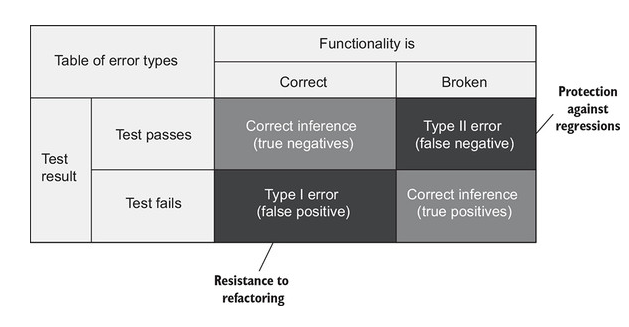 Table of error types
Functionality is
Correct
Broken
Test
result
Test passes
Correct inference
(true negatives)
Type II error
(false negative)
Protection
against
regressions
Test fails
Type I error
(false positive)
Correct inference
(true positives)
Resistance to
refactoring